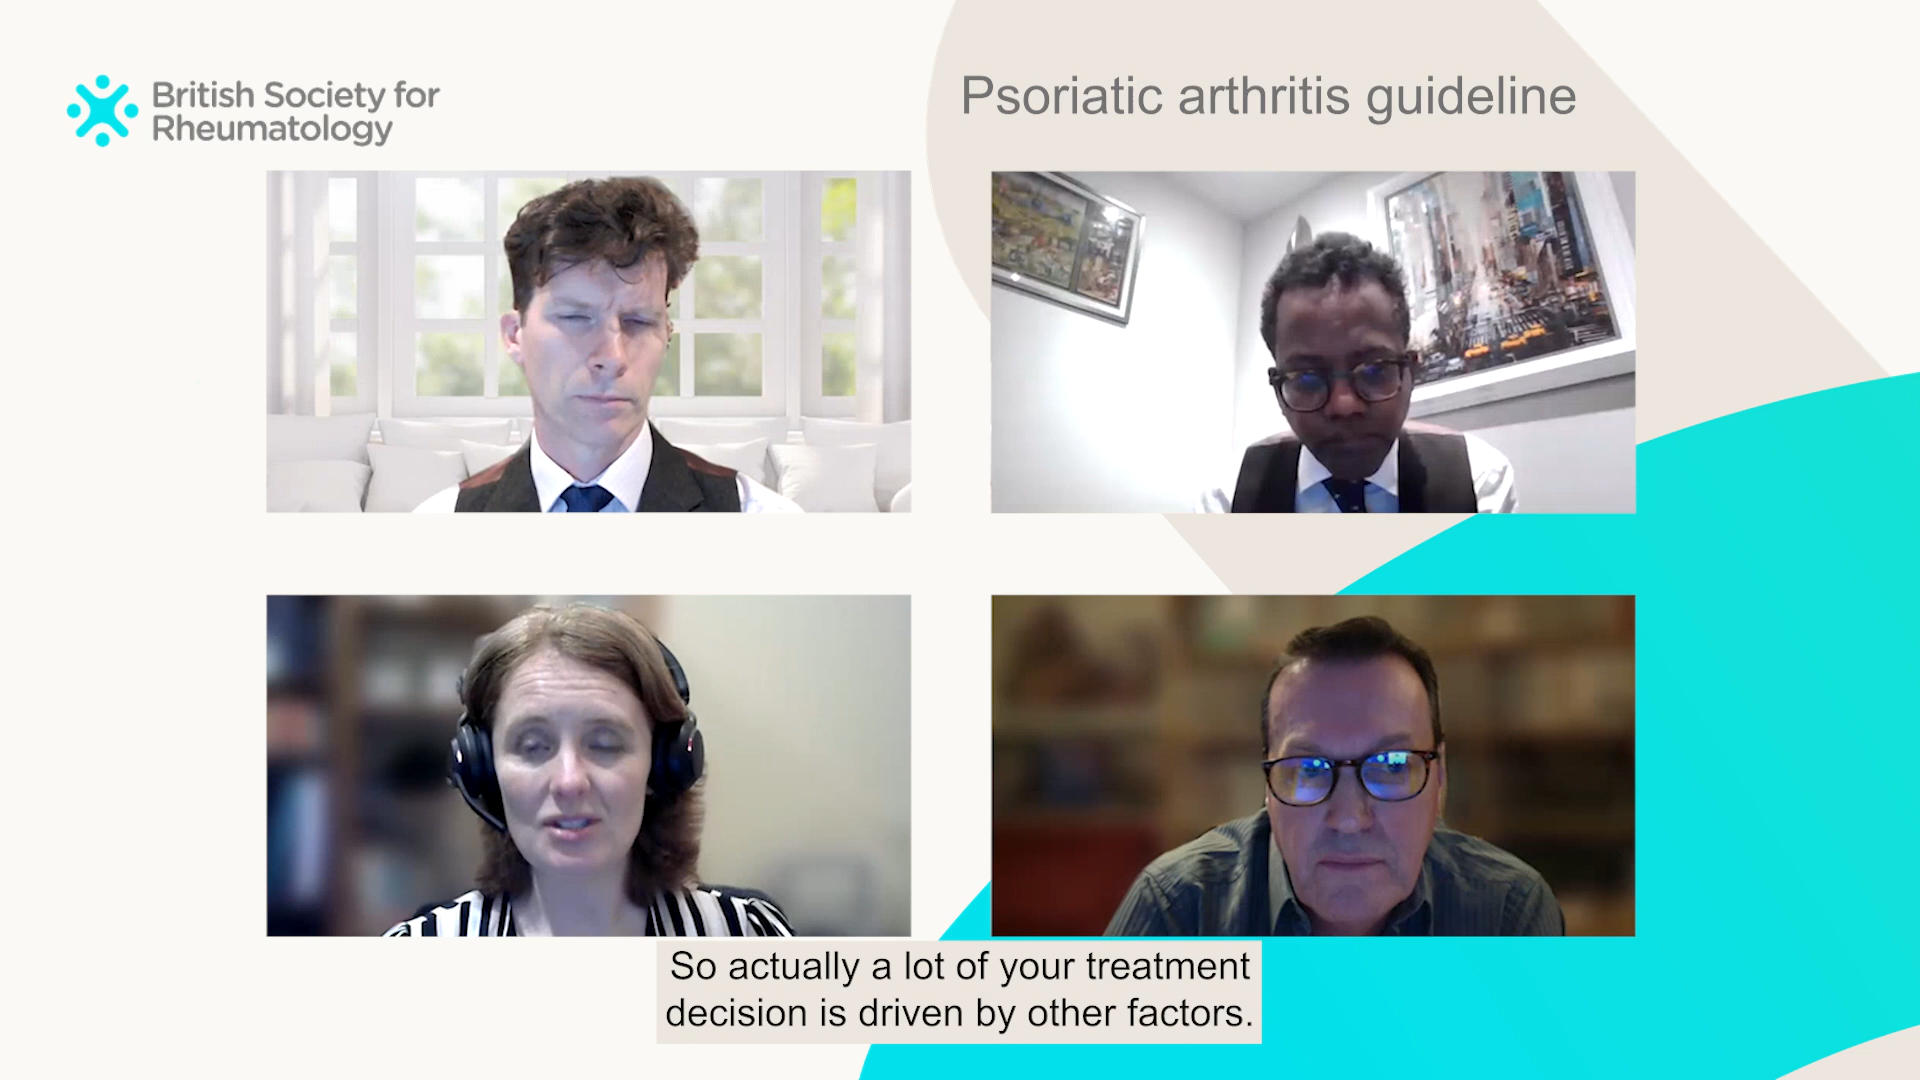 British Society for
Rheumatology
Psoriatic arthritis guideline
So actually a lot of your treatment
decision is driven by other factors.